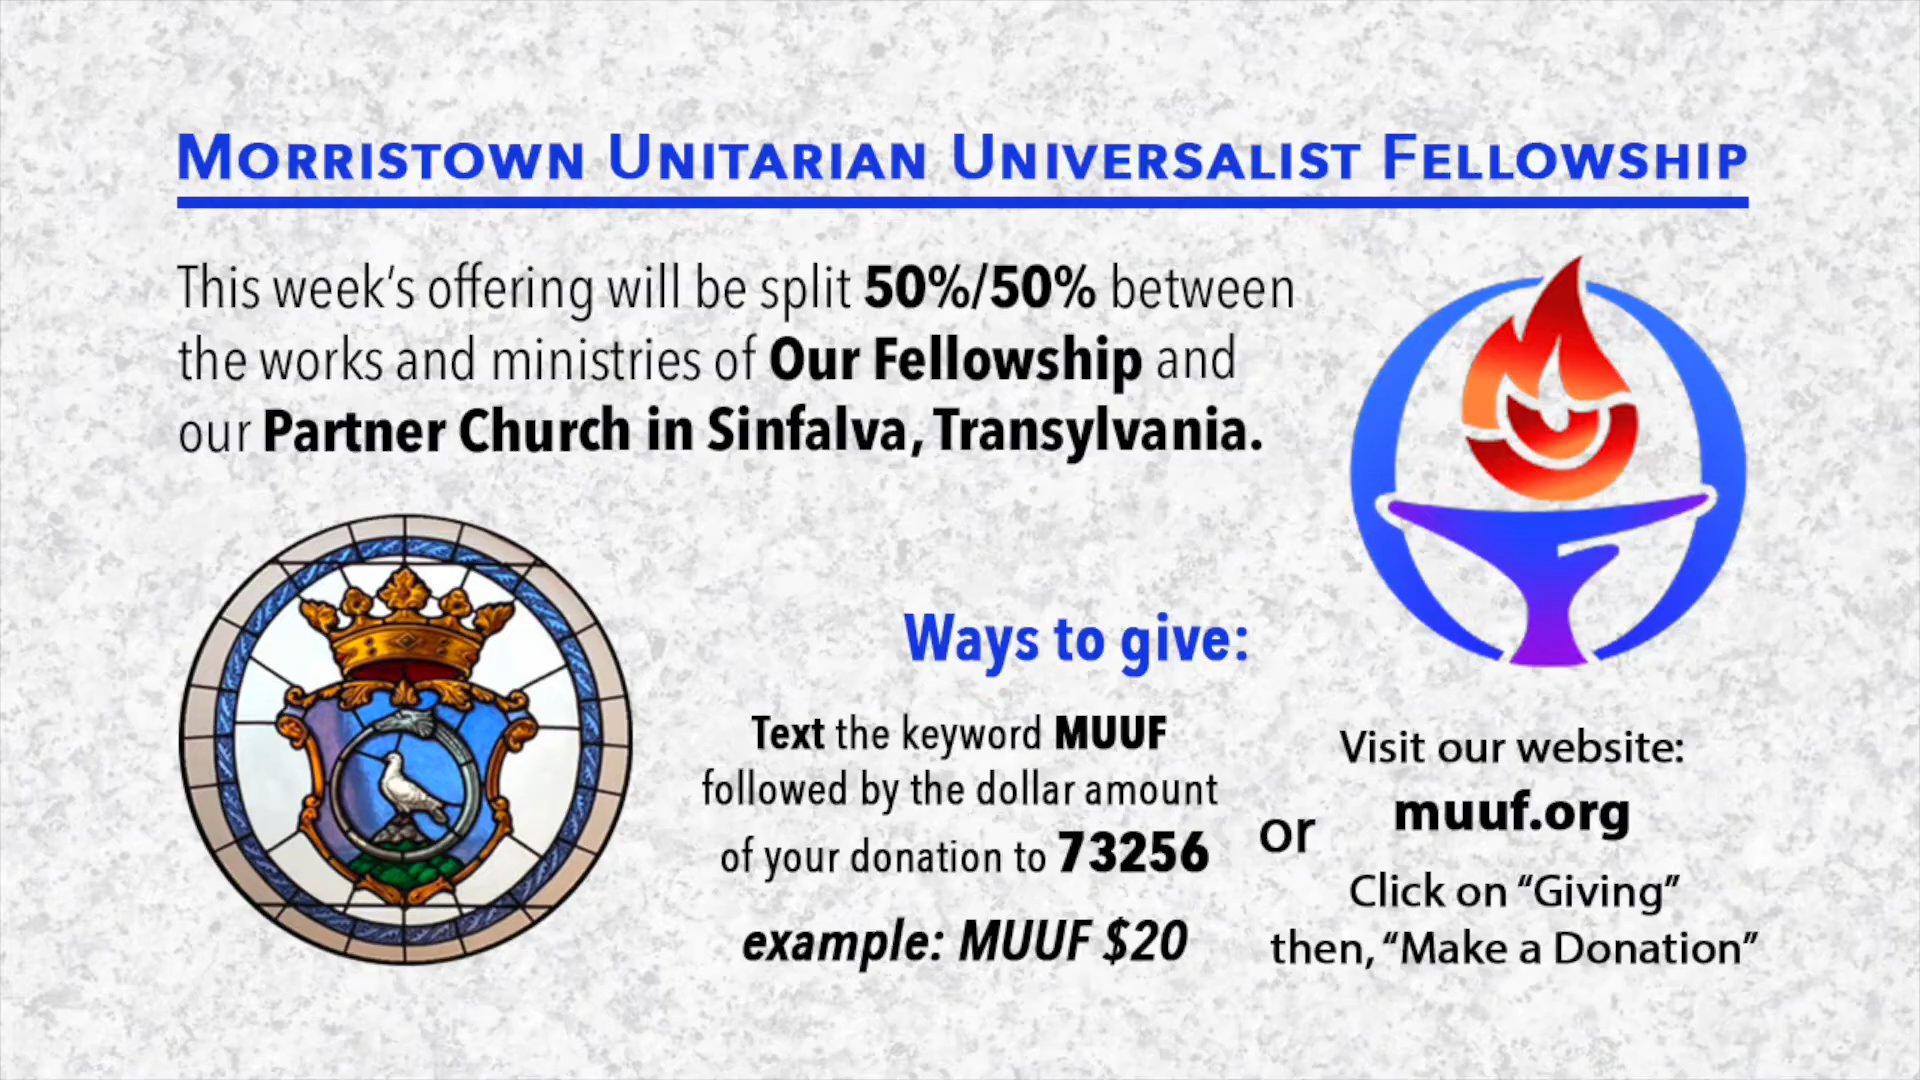 MORRISTOWN UNITARIAN UNIVERSALIST FELLOWSHIP
This week's offering will be split 50%/50% between
the works and ministries of Our Fellowship and
our Partner Church in Sinfalva, Transylvania.
Ways to give:
Text the keyword MUUF
followed by the dollar amount
of your donation to 73256
example: MUUF $20
or
Visit our website:
muuf.org
Click on “Giving”
then, “Make a Donation”